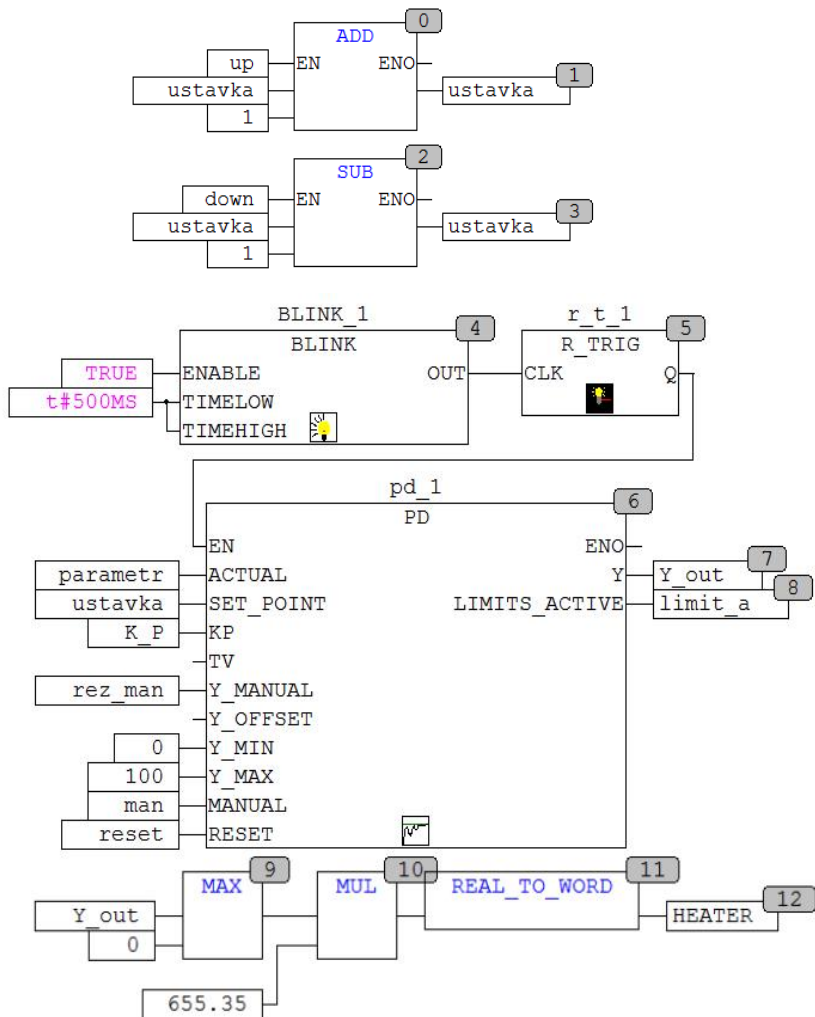 0
ADD
up EN ENO
1
ustavka ustavka
1
2
SUB
down EN ENO
3
ustavka ustavka
1
BLINK_1 r_t_1
4 5
BLINK R_TRIG
TRUE ENABLE OUT CLK Q
t#500MS TIMELOW
TIMEHIGH
pd_1
6
PD
EN ENO
7
parametr ACTUAL Y Y_out
8
ustavka SET_POINT LIMITS_ACTIVE limit_a
K_P KP
TV
rez_man Y_MANUAL
Y_OFFSET
0 Y_MIN
100 Y_MAX
man MANUAL
reset RESET
9 10 11
MAX MUL REAL_TO_WORD
12
Y_out HEATER
0
655.35